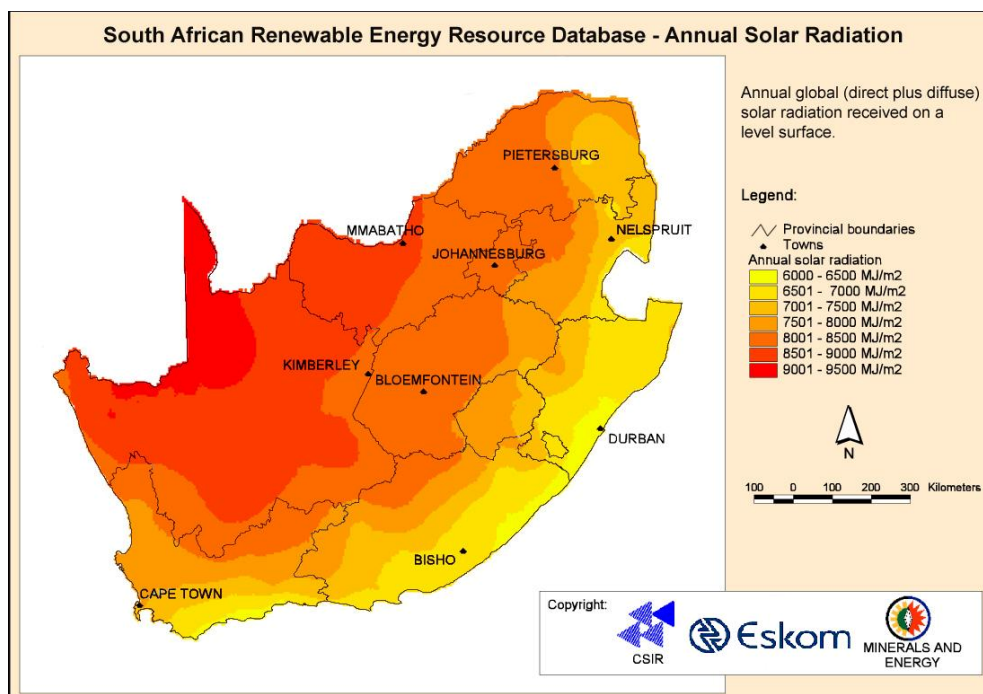 South African Renewable Energy Resource Database - Annual Solar Radiation
Annual global (direct plus diffuse)
solar radiation received on a
level surface.
PIETERSBURG
Legend:
Provincial boundaries
Towns
Annual solar radiation
6000 - 6500 MJ/m2
6501 - 7000 MJ/m2
7001 - 7500 MJ/m2
7501 - 8000 MJ/m2
8001 - 8500 MJ/m2
8501 - 9000 MJ/m2
9001 - 9500 MJ/m2
MMABATHO
NELSPRUIT
JOHANNESBURG
KIMBERLEY
BLOEMFONTEIN
DURBAN
N
100 0 100 200 300 Kilometers
BISHO
CAPE TOWN
Copyright:
CSIR
Eskom
MINERALS AND
ENERGY